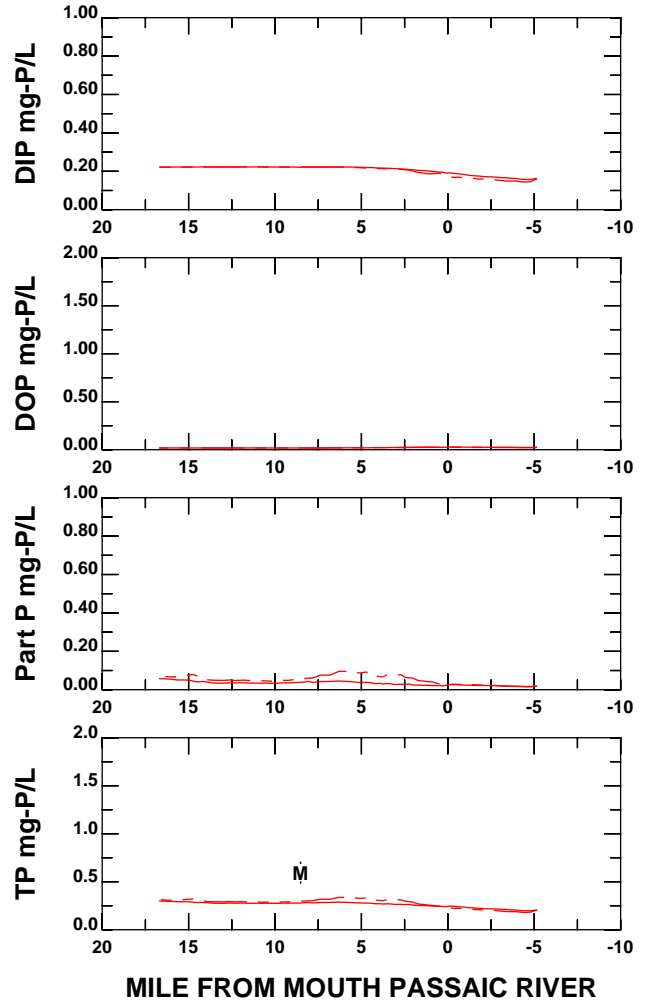 DIP mg-P/L
1.00
0.80
0.60
0.40
0.20
0.00
20 15 10 5 0 -5 -10
DOP mg-P/L
2.00
1.50
1.00
0.50
0.00
20 15 10 5 0 -5 -10
Part P mg-P/L
1.00
0.80
0.60
0.40
0.20
0.00
20 15 10 5 0 -5 -10
TP mg-P/L
2.0
1.5
1.0
0.5
0.0
M
20 15 10 5 0 -5 -10
MILE FROM MOUTH PASSAIC RIVER